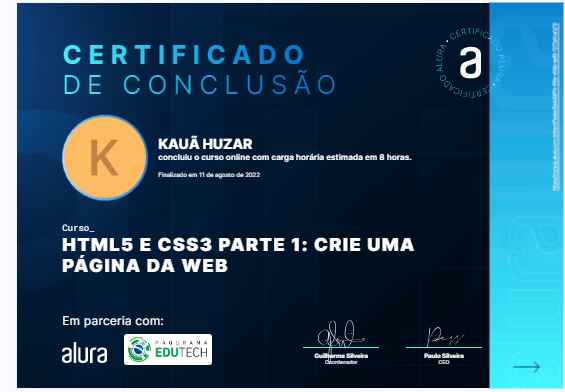 CERTIFICADO
DE CONCLUSÃO
CERTIFICADO ALURA • CERTIFICADO ALURA •
a
K
KAUÃ HUZAR
concluiu o curso online com carga horária estimada em 8 horas.
Finalizado em 11 de agosto de 2022
Curso_
HTML5 E CSS3 PARTE 1: CRIE UMA
PÁGINA DA WEB
Em parceria com:
alura
PROGRAMA
EDUTECH
Guilherme Silveira
Coordenador
Paulo Silveira
CEO